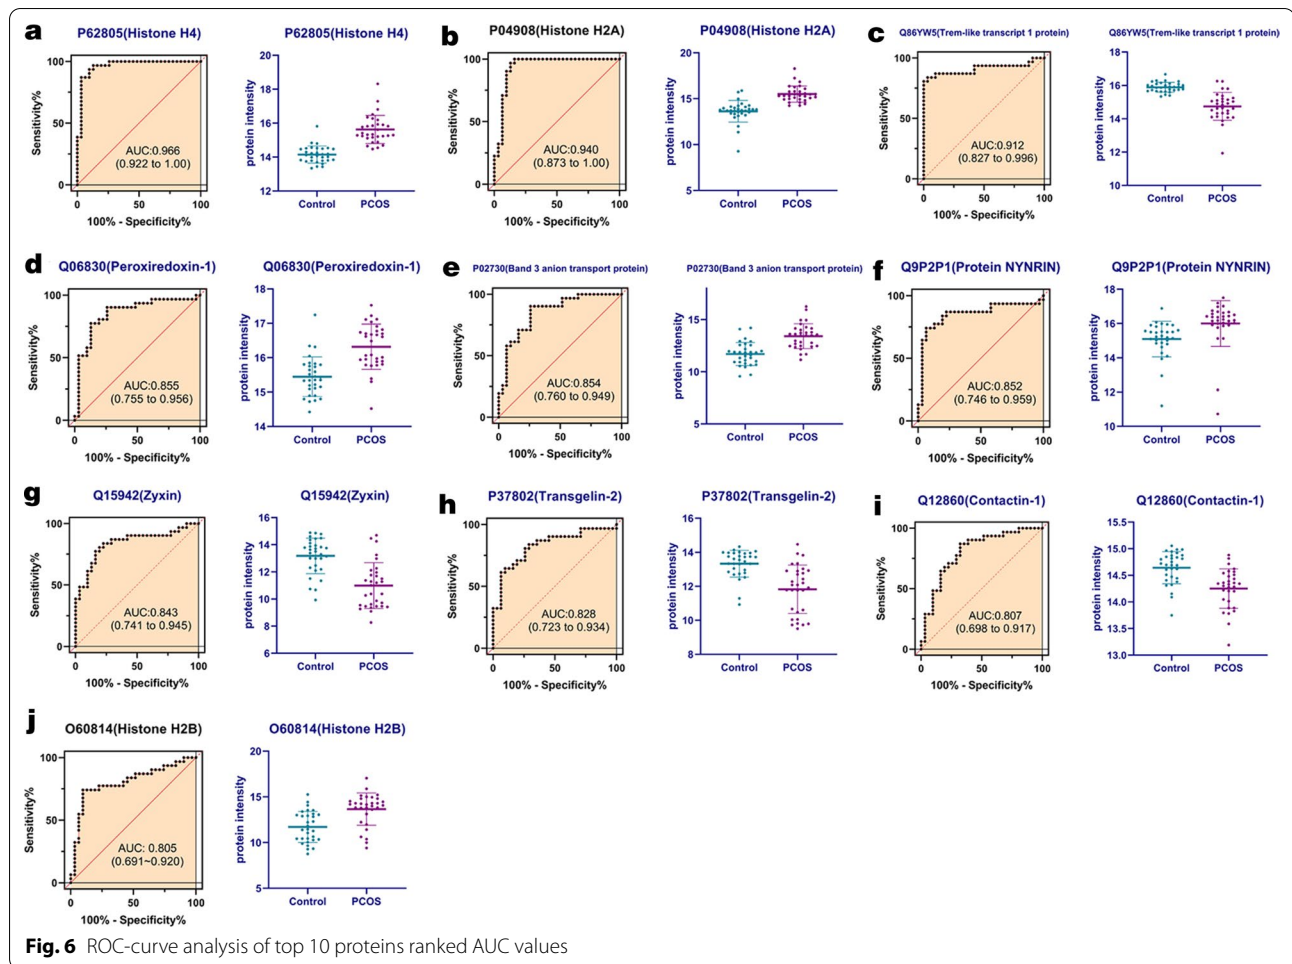 a
P62805(Histone H4)
100
50
0
Sensitivity%
AUC:0.966
(0.922 to 1.00)
0 50 100
100% - Specificity%
P62805(Histone H4)
20
18
16
14
12
protein intensity
Control PCOS
b
P04908(Histone H2A)
100
50
0
Sensitivity%
AUC:0.940
(0.873 to 1.00)
0 50 100
100% - Specificity%
P04908(Histone H2A)
20
15
10
5
protein intensity
Control PCOS
c
Q86YW5(Trem-like transcript 1 protein)
100
50
0
Sensitivity%
AUC:0.912
(0.827 to 0.996)
0 50 100
100% - Specificity%
Q86YW5(Trem-like transcript 1 protein)
18
16
14
12
10
protein intensity
Control PCOS
d
Q06830(Peroxiredoxin-1)
100
50
0
Sensitivity%
AUC:0.855
(0.755 to 0.956)
0 50 100
100% - Specificity%
Q06830(Peroxiredoxin-1)
18
17
16
15
14
protein intensity
Control PCOS
e
P02730(Band 3 anion transport protein)
100
50
0
Sensitivity%
AUC:0.854
(0.760 to 0.949)
0 50 100
100% - Specificity%
P02730(Band 3 anion transport protein)
15
10
5
protein intensity
Control PCOS
f
Q9P2P1(Protein NYNRIN)
100
50
0
Sensitivity%
AUC:0.852
(0.746 to 0.959)
0 50 100
100% - Specificity%
Q9P2P1(Protein NYNRIN)
18
16
14
12
10
protein intensity
Control PCOS
g
Q15942(Zyxin)
100
50
0
Sensitivity%
AUC:0.843
(0.741 to 0.945)
0 50 100
100% - Specificity%
Q15942(Zyxin)
16
14
12
10
8
6
protein intensity
Control PCOS
h
P37802(Transgelin-2)
100
50
0
Sensitivity%
AUC:0.828
(0.723 to 0.934)
0 50 100
100% - Specificity%
P37802(Transgelin-2)
16
14
12
10
8
protein intensity
Control PCOS
i
Q12860(Contactin-1)
100
50
0
Sensitivity%
AUC:0.807
(0.698 to 0.917)
0 50 100
100% - Specificity%
Q12860(Contactin-1)
15.5
15.0
14.5
14.0
13.5
13.0
protein intensity
Control PCOS
j
O60814(Histone H2B)
100
50
0
Sensitivity%
AUC: 0.805
(0.691~0.920)
0 50 100
100% - Specificity%
O60814(Histone H2B)
20
15
10
5
protein intensity
Control PCOS
Fig. 6 ROC-curve analysis of top 10 proteins ranked AUC values